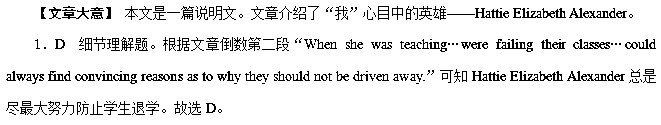 【文章大意】 本文是一篇说明文。文章介绍了“我”心目中的英雄——Hattie Elizabeth Alexander。
1．D 细节理解题。根据文章倒数第二段“When she was teaching…were failing their classes…could
always find convincing reasons as to why they should not be driven away.”可知 Hattie Elizabeth Alexander 总是
尽最大努力防止学生退学。故选 D。